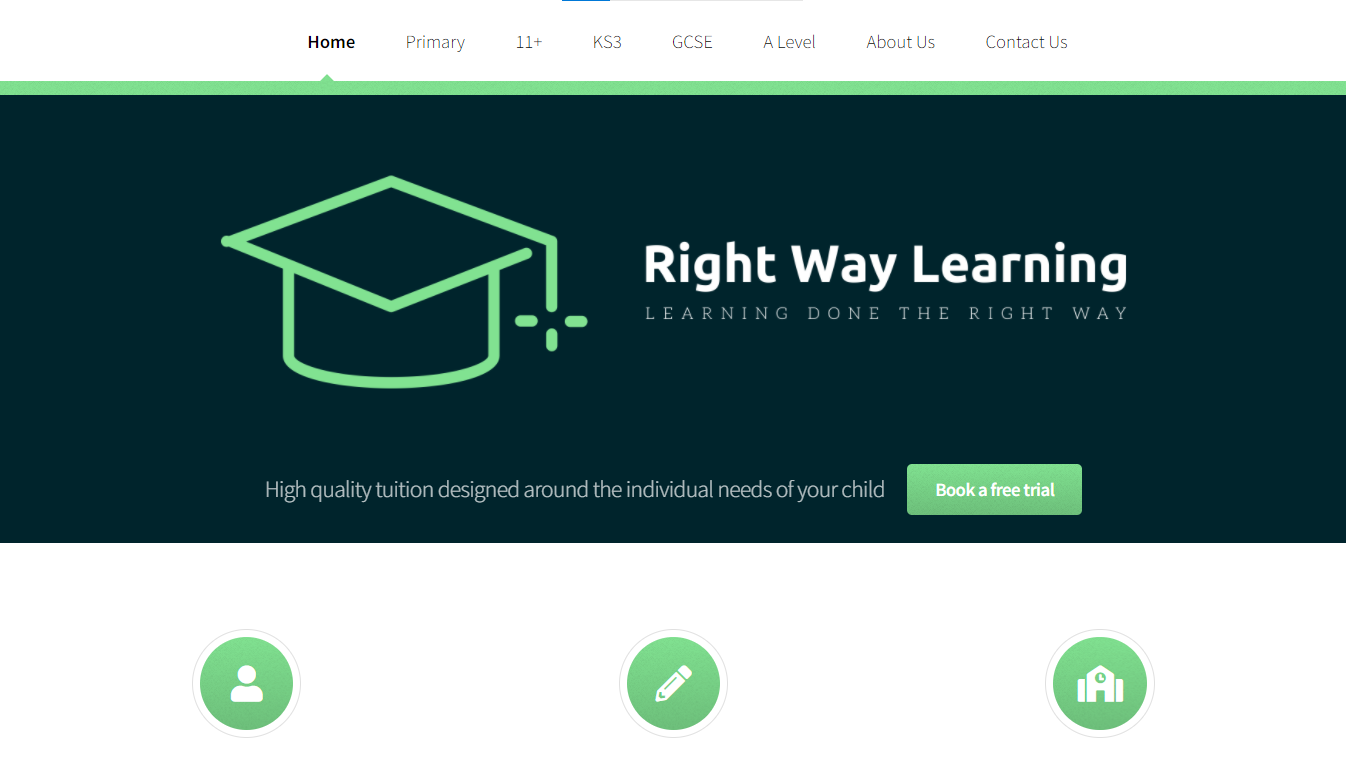 Home Primary 11+ KS3 GCSE A Level About Us Contact Us
Right Way Learning
LEARNING DONE THE RIGHT WAY
High quality tuition designed around the individual needs of your child Book a free trial